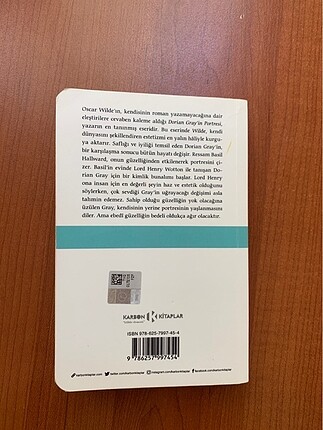 Oscar Wilde'ın, kendisinin roman yazamayacağına dair
eleştirilere cevaben kaleme aldığı Dorian Gray'in Portresi,
yazarın en tanınmış eseridir. Bu eserinde Wilde, kendi
dünyasını şekillendiren estetizmi en yalın hâliyle kurgu-
ya aktarır. Saflığı ve iyiliği temsil eden Dorian Gray'in,
bir karşılaşma sonucu bütün hayatı değişir. Ressam Basil
Hallward, onun güzelliğinden etkilenerek portresini çi-
zer. Basil'in evinde Lord Henry Wotton ile tanışan Do-
rian Gray için bir kimlik bunalımı başlar. Lord Henry
ona insan için en değerli şeyin haz ve estetik olduğunu
söylerken, çok sevdiği Gray'in uğrayacağı değişimi asla
tahmin edemez. Sahip olduğu güzelliğin yok olacağına
üzülen Gray, kendisinin yerine portresinin yaşlanmasını
diler. Ama ebedî güzelliğin bedeli oldukça ağır olacaktır.
KARBON KİTAPLAR
ISBN 978-625-7997-45-4
9 786257 997454